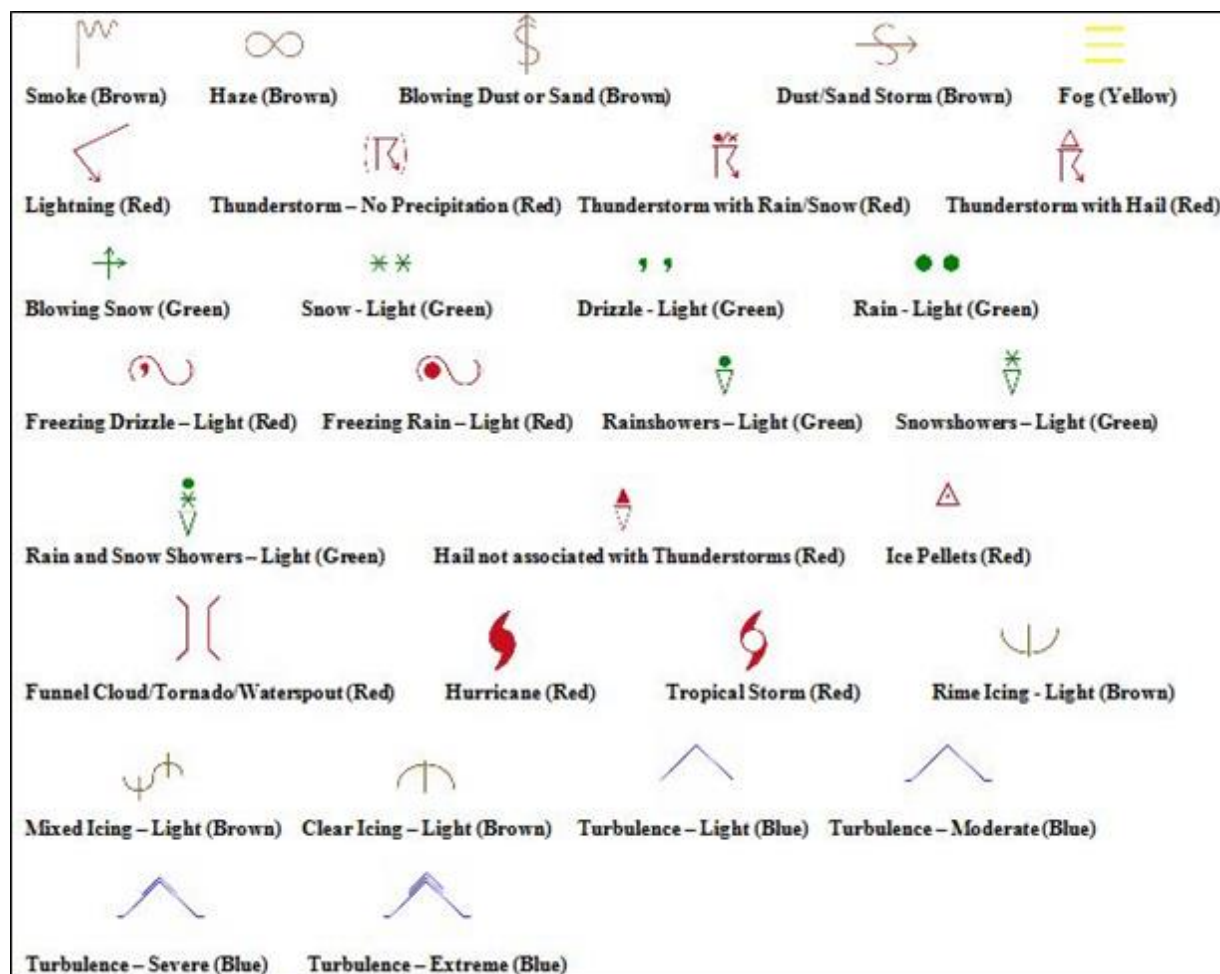 Smoke (Brown) Haze (Brown) Blowing Dust or Sand (Brown) Dust/Sand Storm (Brown) Fog (Yellow)
Lightning (Red) Thunderstorm – No Precipitation (Red) Thunderstorm with Rain/Snow (Red) Thunderstorm with Hail (Red)
Blowing Snow (Green) Snow - Light (Green) Drizzle - Light (Green) Rain - Light (Green)
Freezing Drizzle – Light (Red) Freezing Rain – Light (Red) Rainshowers – Light (Green) Snowshowers – Light (Green)
Rain and Snow Showers – Light (Green) Hail not associated with Thunderstorms (Red) Ice Pellets (Red)
Funnel Cloud/Tornado/Waterspout (Red) Hurricane (Red) Tropical Storm (Red) Rime Icing - Light (Brown)
Mixed Icing – Light (Brown) Clear Icing – Light (Brown) Turbulence – Light (Blue) Turbulence – Moderate (Blue)
Turbulence – Severe (Blue) Turbulence – Extreme (Blue)